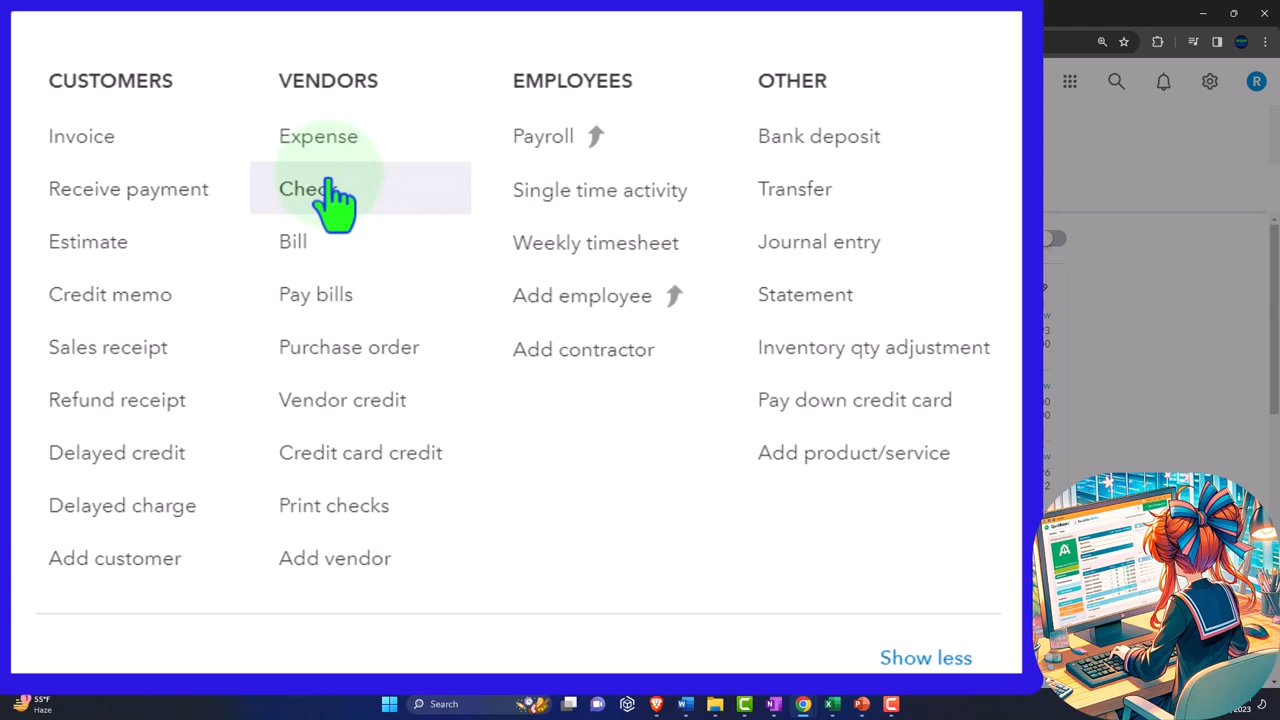 CUSTOMERS
Invoice
Receive payment
Estimate
Credit memo
Sales receipt
Refund receipt
Delayed credit
Delayed charge
Add customer
VENDORS
Expense
Check
Bill
Pay bills
Purchase order
Vendor credit
Credit card credit
Print checks
Add vendor
EMPLOYEES
Payroll
Single time activity
Weekly timesheet
Add employee
Add contractor
OTHER
Bank deposit
Transfer
Journal entry
Statement
Inventory qty adjustment
Pay down credit card
Add product/service
Show less
R
55°F
Haze
Search